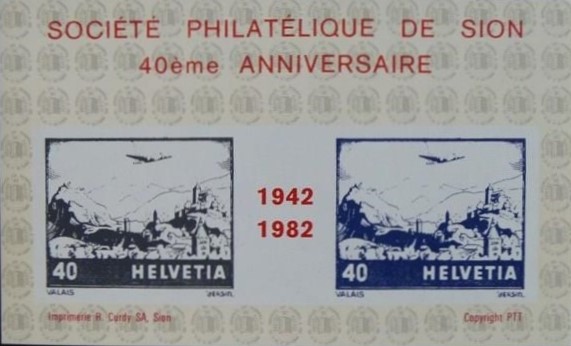 SOCIÉTÉ PHILATÉLIQUE DE SION
40ème ANNIVERSAIRE
1942
1982
40 HELVETIA
VALAIS
40 HELVETIA
VALAIS
Imprimerie B. Curdy SA, Sion
Copyright PTT